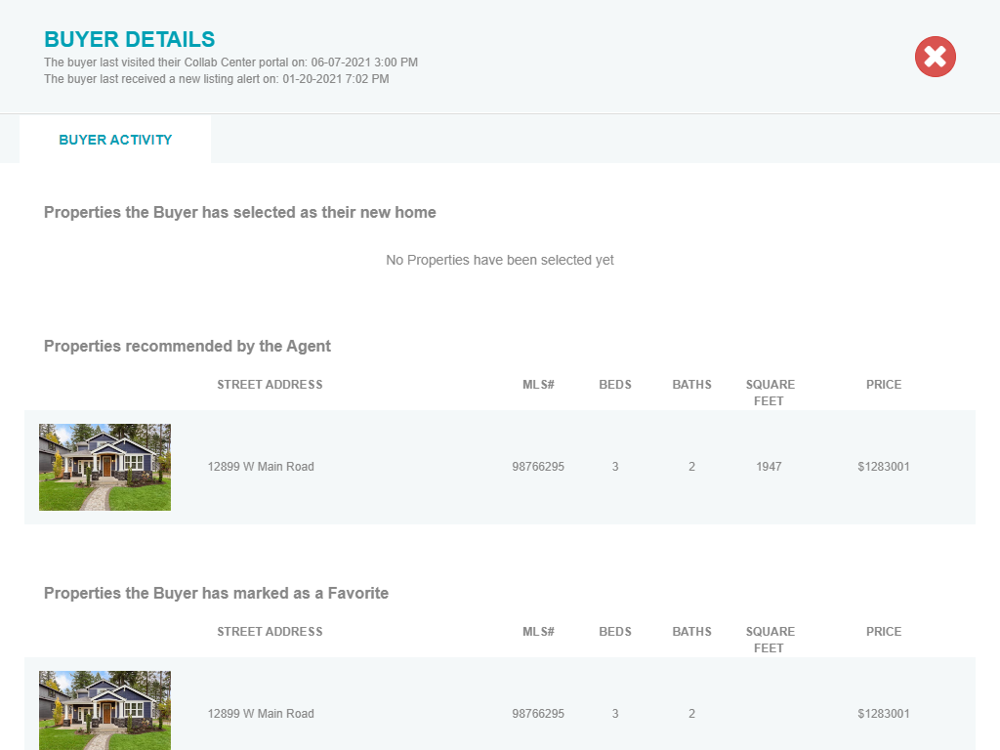 BUYER DETAILS
The buyer last visited their Collab Center portal on: 06-07-2021 3:00 PM
The buyer last received a new listing alert on: 01-20-2021 7:02 PM
BUYER ACTIVITY
Properties the Buyer has selected as their new home
No Properties have been selected yet
Properties recommended by the Agent
STREET ADDRESS MLS# BEDS BATHS SQUARE FEET PRICE
12899 W Main Road 98766295 3 2 1947 $1283001
Properties the Buyer has marked as a Favorite
STREET ADDRESS MLS# BEDS BATHS SQUARE FEET PRICE
12899 W Main Road 98766295 3 2 $1283001